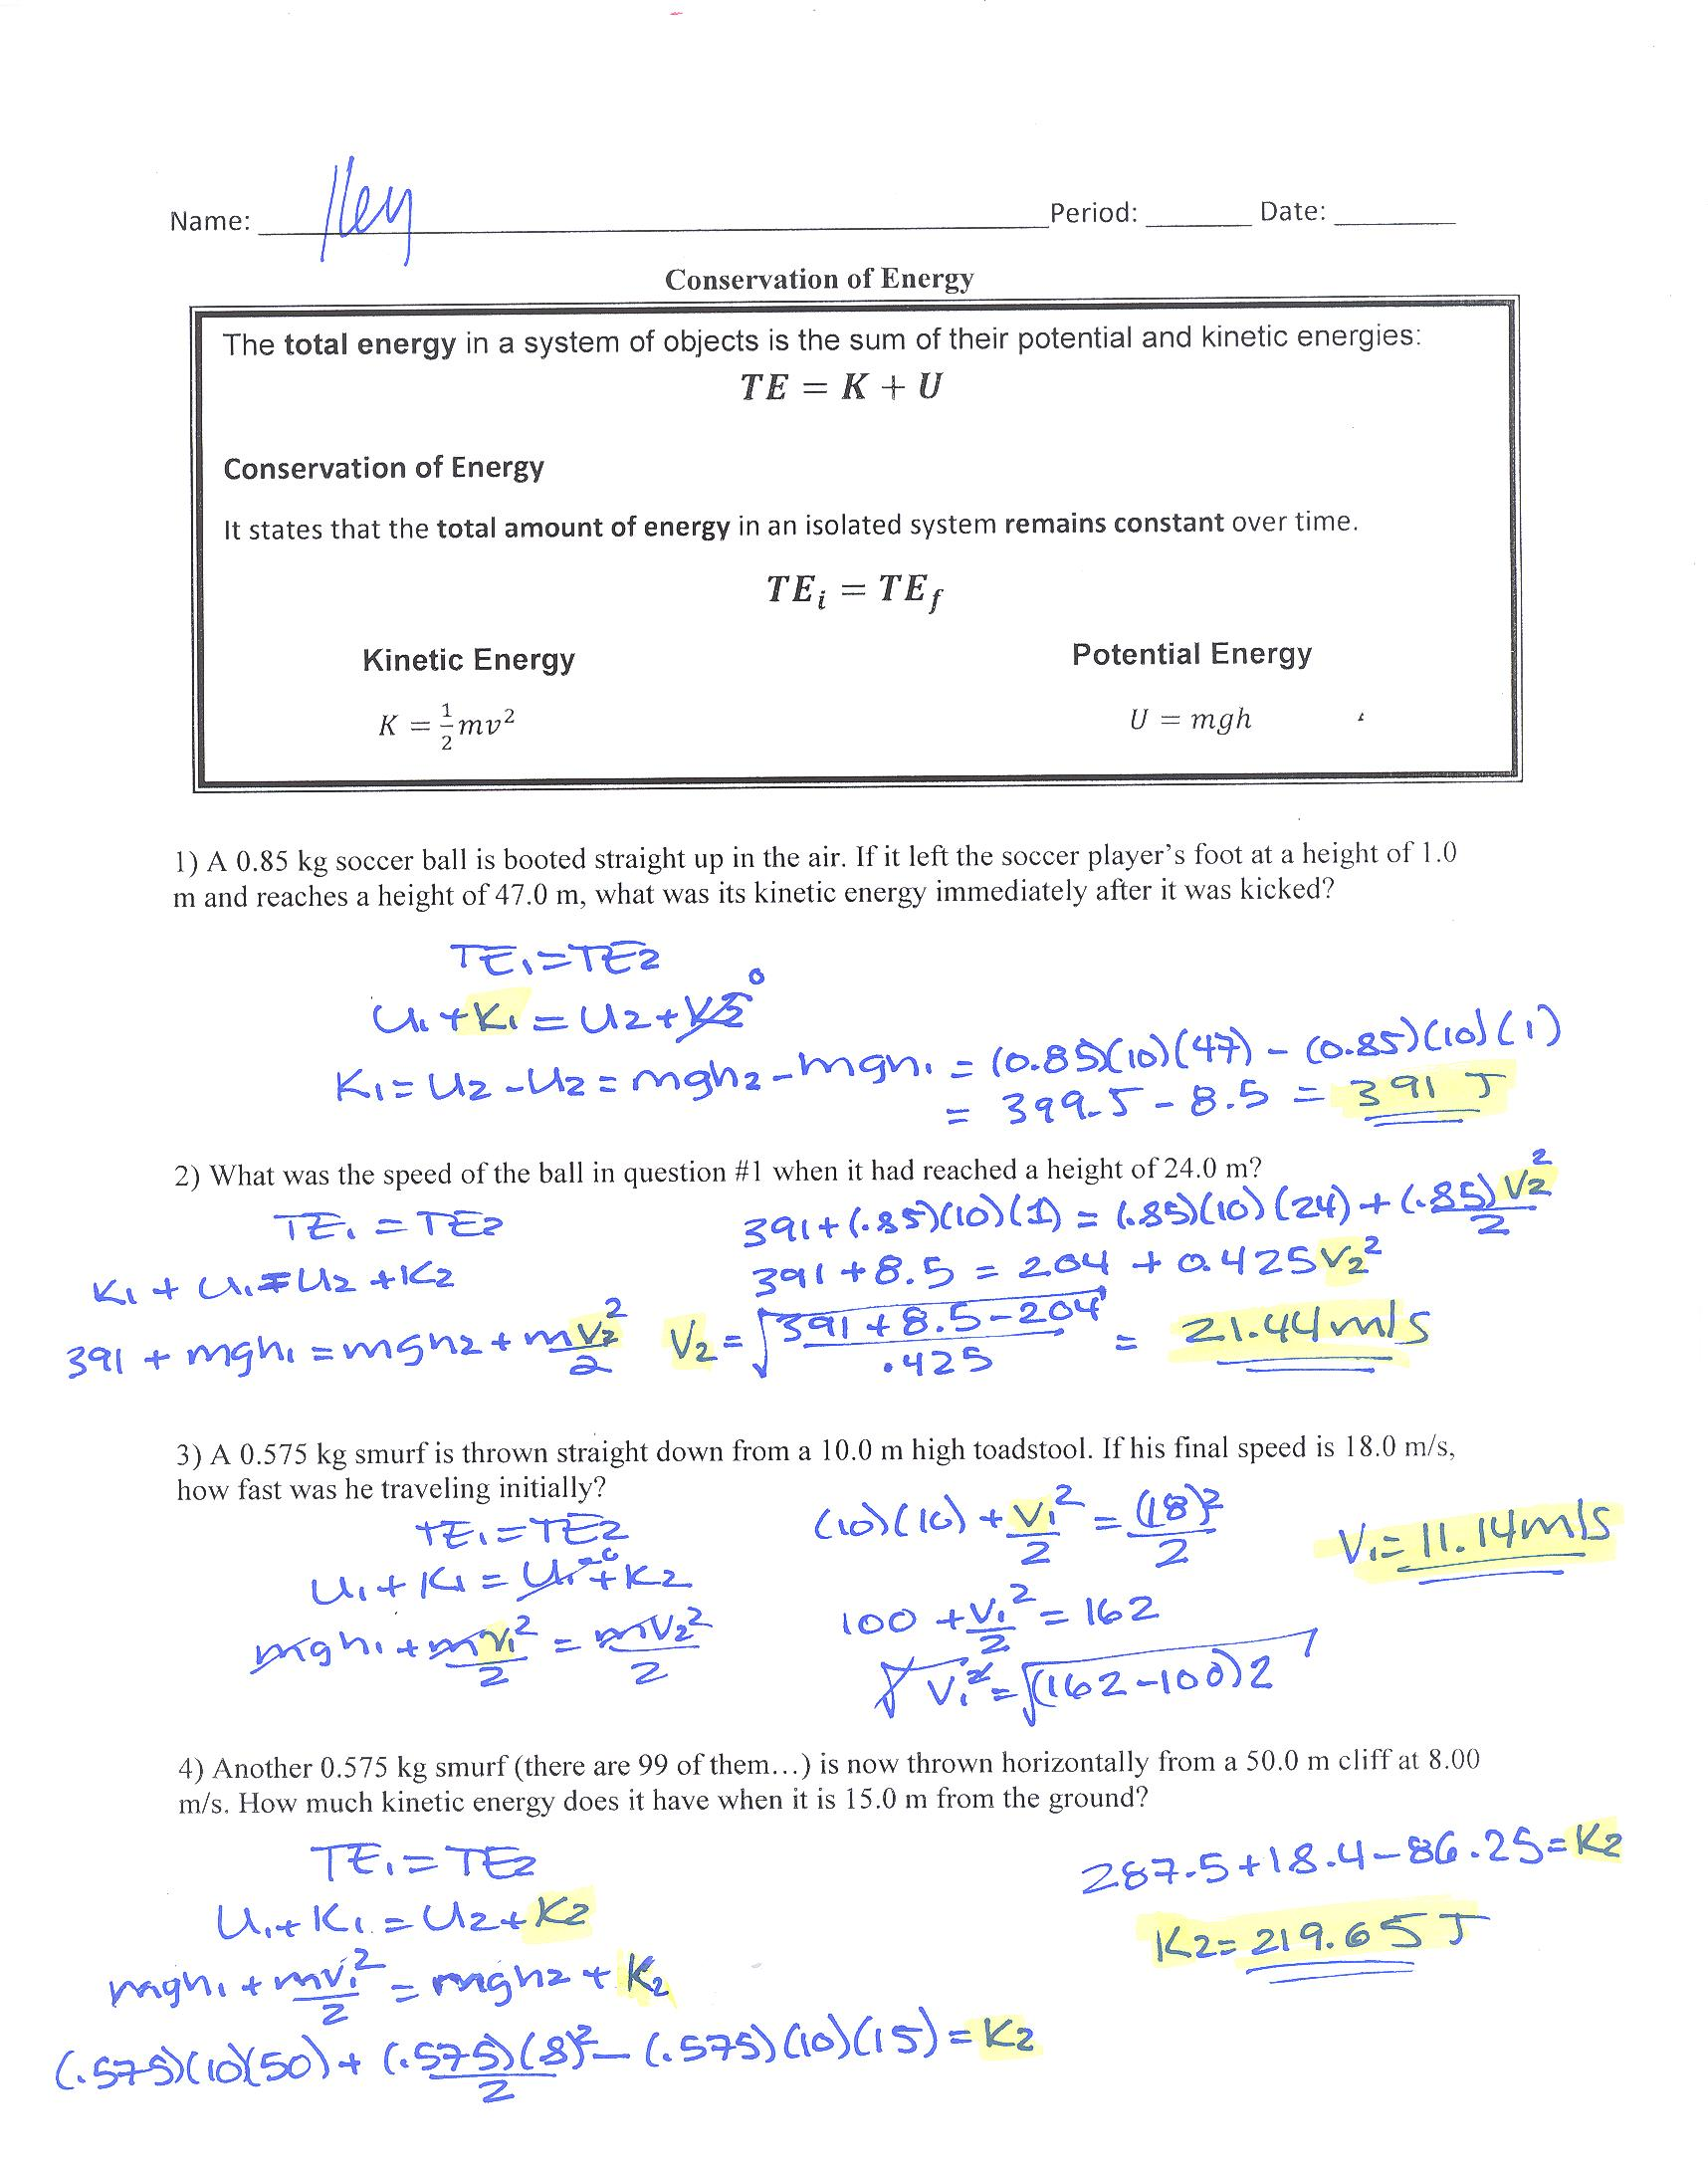 Name: Key Period: Date:
Conservation of Energy
The total energy in a system of objects is the sum of their potential and kinetic energies:
TE = K + U
Conservation of Energy
It states that the total amount of energy in an isolated system remains constant over time.
TEᵢ = TE_f
Kinetic Energy Potential Energy
K = ½mv² U = mgh
1) A 0.85 kg soccer ball is booted straight up in the air. If it left the soccer player's foot at a height of 1.0
m and reaches a height of 47.0 m, what was its kinetic energy immediately after it was kicked?
TE₁=TE2
U₁+K₁=U2+K2 0
K1=U2-U2=mgh2-mgh₁=(0.85)(10)(47)-(0.85)(10)(1)
= 399.5-8.5 = 391 J
2) What was the speed of the ball in question #1 when it had reached a height of 24.0 m?
TE₁=TE2
K₁+U₁=U2+K2
391+mgh₁=mgh2+mV2²/2
391+(.85)(10)(1)=(.85)(10)(24)+(.85)V2²/2
391+8.5=204+0.425V2²
V2=√((391+8.5-204)/.425) = 21.44m/s
3) A 0.575 kg smurf is thrown straight down from a 10.0 m high toadstool. If his final speed is 18.0 m/s,
how fast was he traveling initially?
TE₁=TE2
U₁+K₁=U₂→0+K2
mgh₁+mv₁²/2=mV2²/2
(10)(10)+V₁²/2=(18)²/2
100+V₁²/2=162
√V₁²=√(162-100)2
V₁=11.14m/s
4) Another 0.575 kg smurf (there are 99 of them…) is now thrown horizontally from a 50.0 m cliff at 8.00
m/s. How much kinetic energy does it have when it is 15.0 m from the ground?
TE₁=TE2
U₁+K₁=U2+K2
mgh₁+mv₁²/2=mgh2+K2
(.575)(10)(50)+(.575)(8)²/2-(.575)(10)(15)=K2
287.5+18.4-86.25=K2
K2=219.65 J